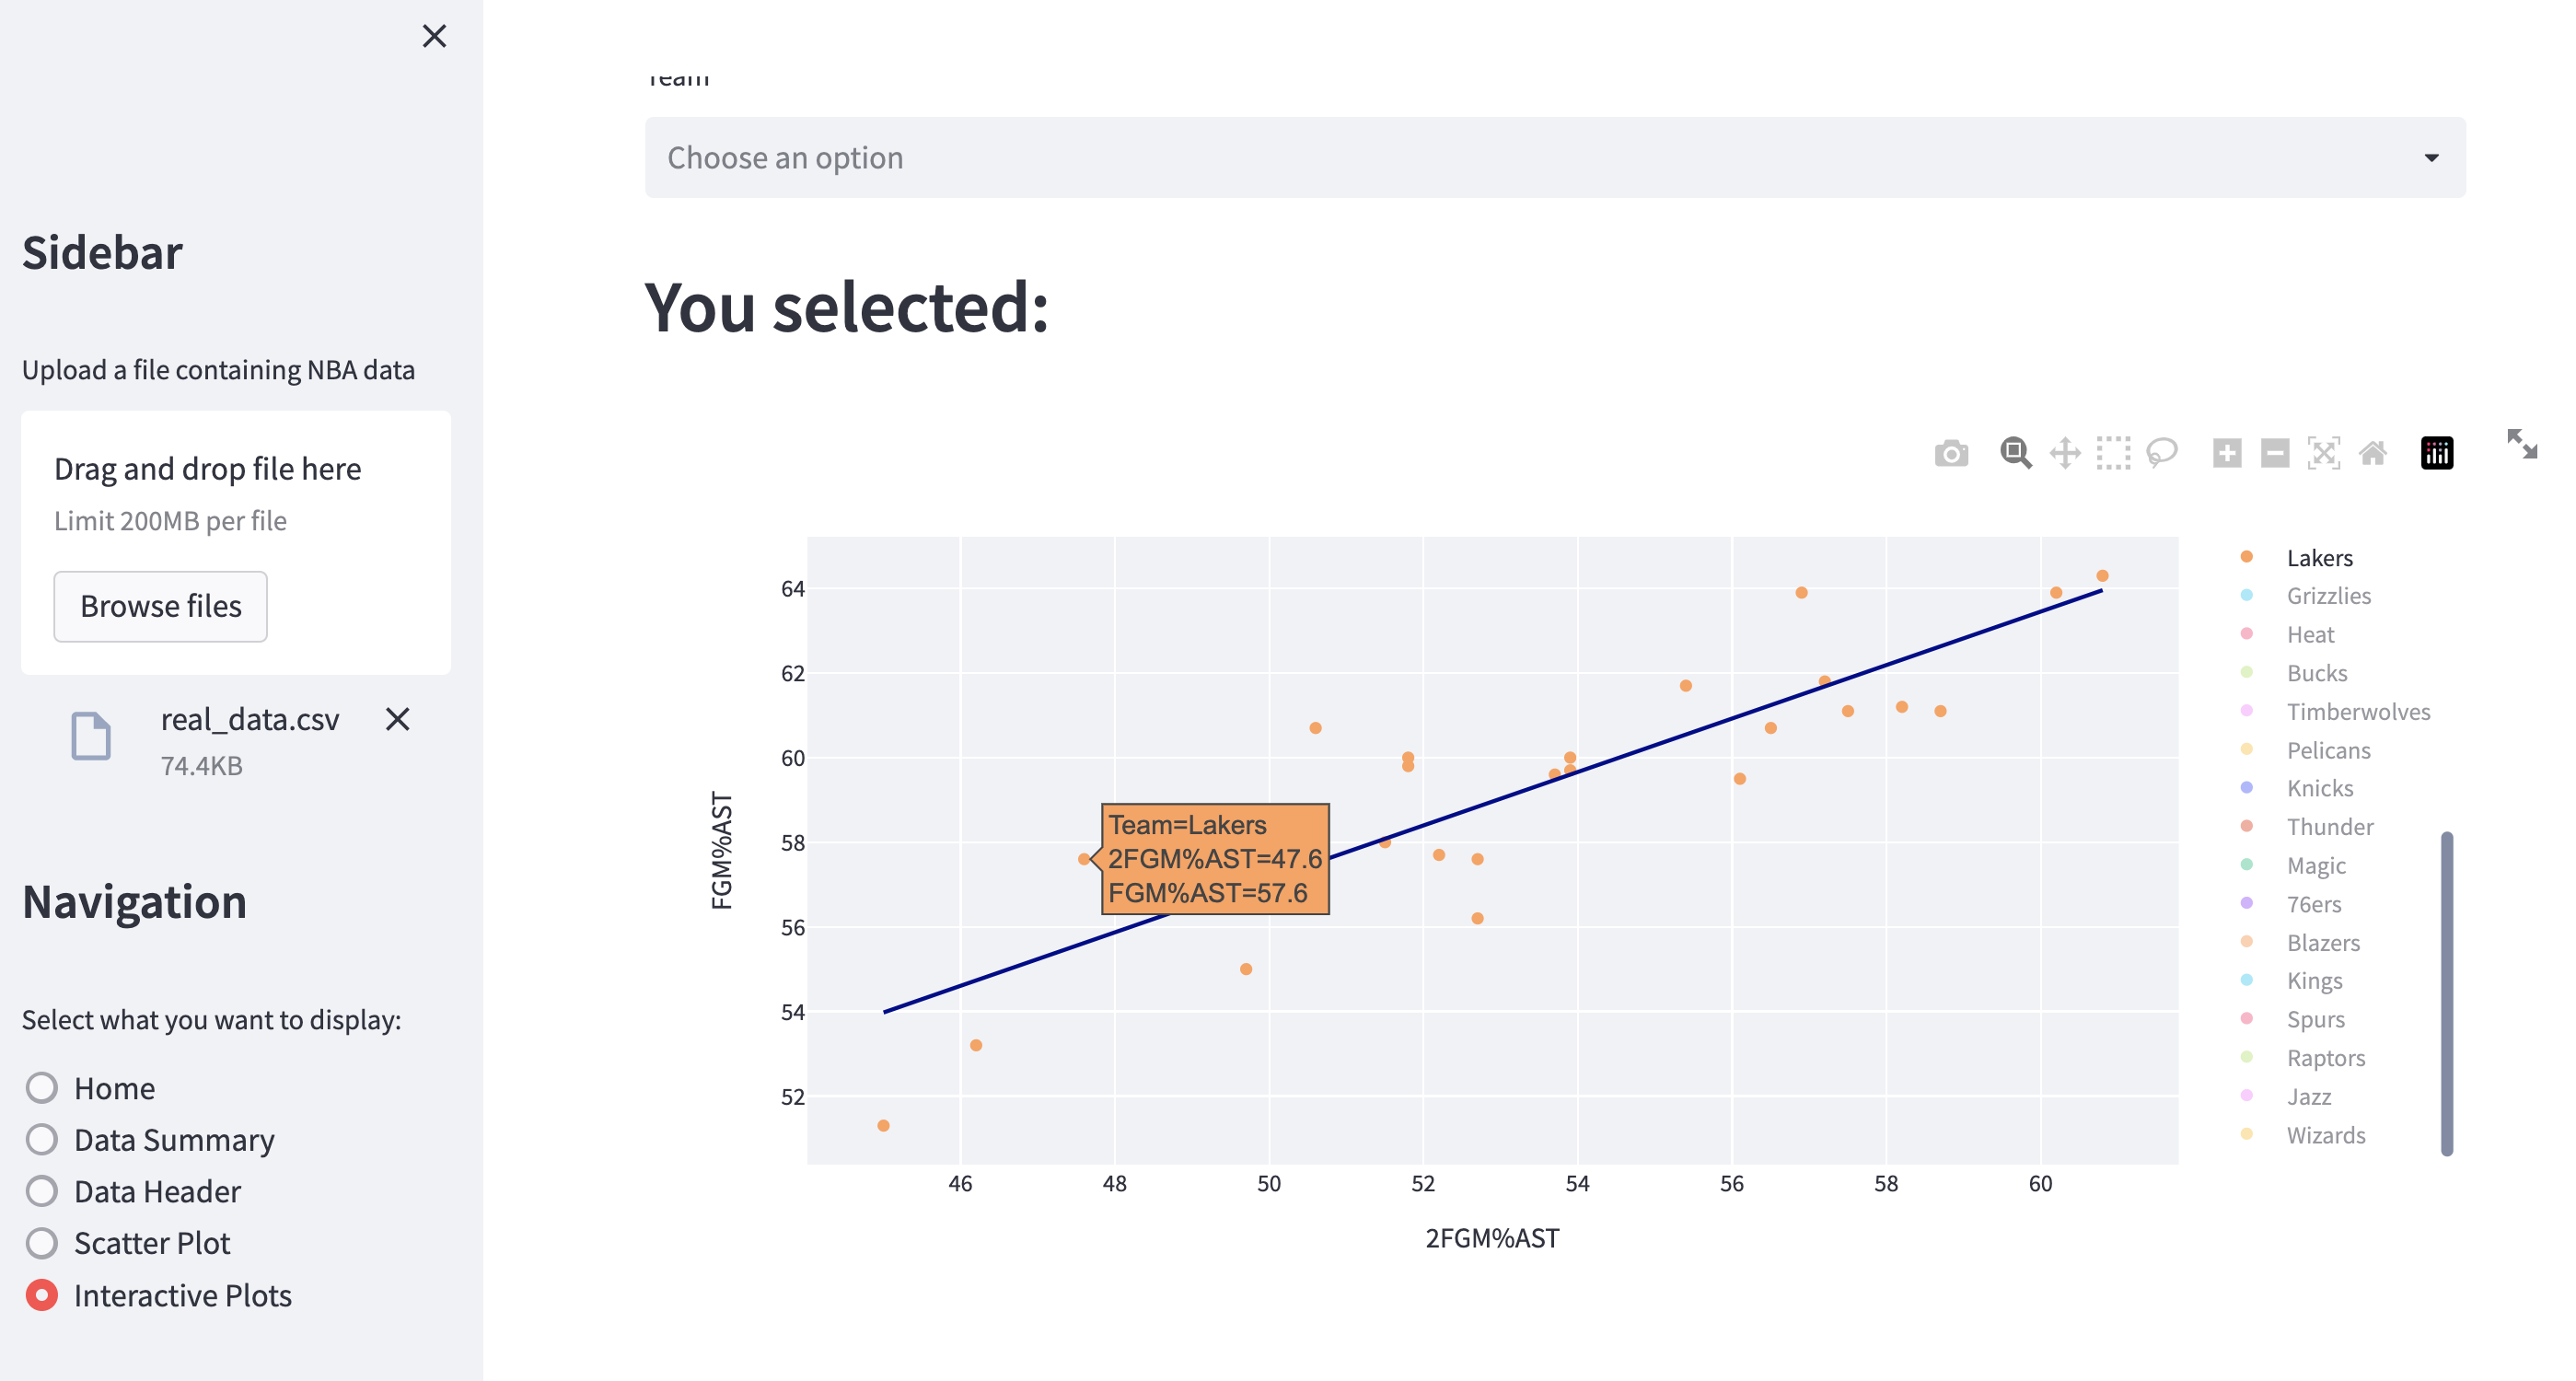 Sidebar
Upload a file containing NBA data
Drag and drop file here
Limit 200MB per file
Browse files
real_data.csv
74.4KB
Navigation
Select what you want to display:
Home
Data Summary
Data Header
Scatter Plot
Interactive Plots
Team
Choose an option
You selected:
64
62
60
58
56
54
52
FGM%AST
Team=Lakers
2FGM%AST=47.6
FGM%AST=57.6
46 48 50 52 54 56 58 60
2FGM%AST
Lakers
Grizzlies
Heat
Bucks
Timberwolves
Pelicans
Knicks
Thunder
Magic
76ers
Blazers
Kings
Spurs
Raptors
Jazz
Wizards